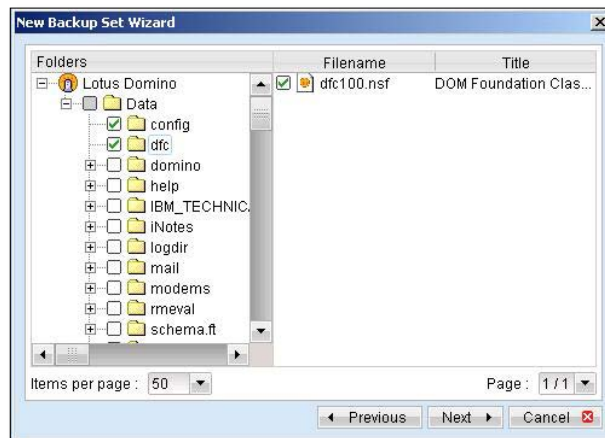 New Backup Set Wizard
Folders
Filename
Title
Lotus Domino
Data
config
dfc
domino
help
IBM_TECHNIC
iNotes
logdir
mail
modems
rmeval
schema.ft
dfc100.nsf
DOM Foundation Clas...
Items per page : 50
Page : 1 / 1
Previous
Next
Cancel